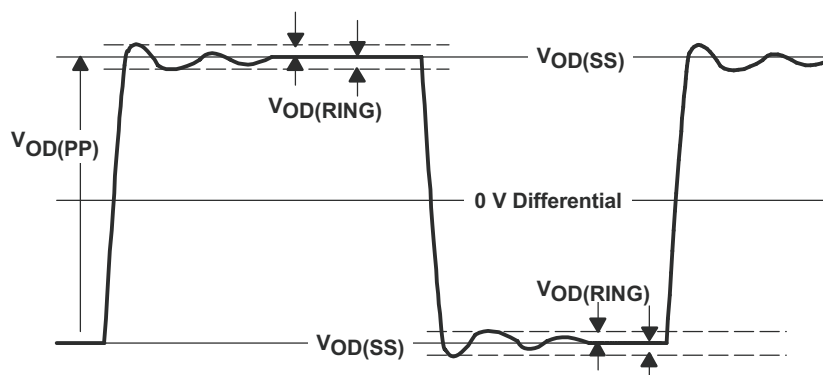 VOD(SS)
VOD(RING)
VOD(PP)
0 V Differential
VOD(RING)
VOD(SS)